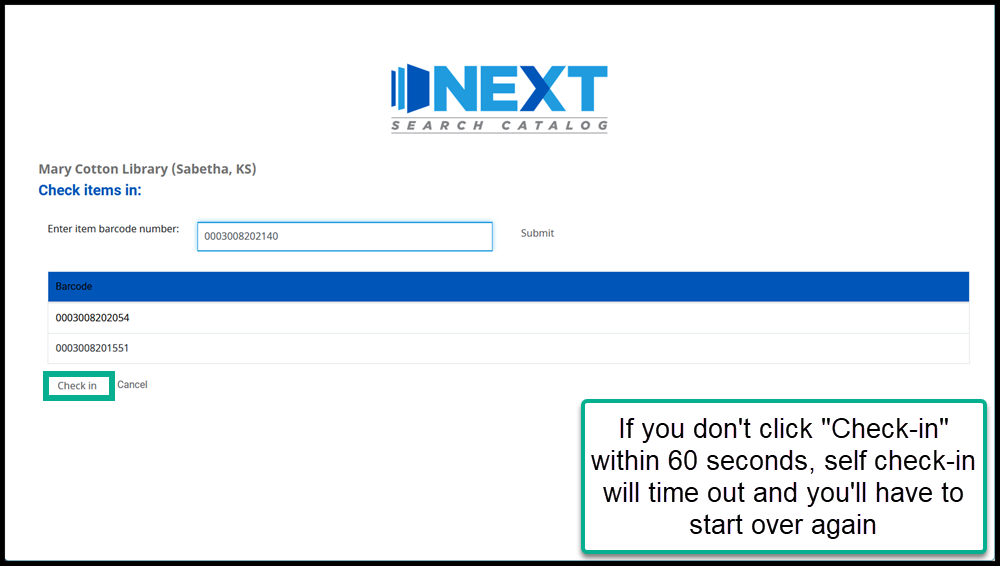 NEXT
SEARCH CATALOG
Mary Cotton Library (Sabetha, KS)
Check items in:
Enter item barcode number: 0003008202140 Submit
Barcode
0003008202054
0003008201551
Check in Cancel
If you don't click "Check-in"
within 60 seconds, self check-in
will time out and you'll have to
start over again